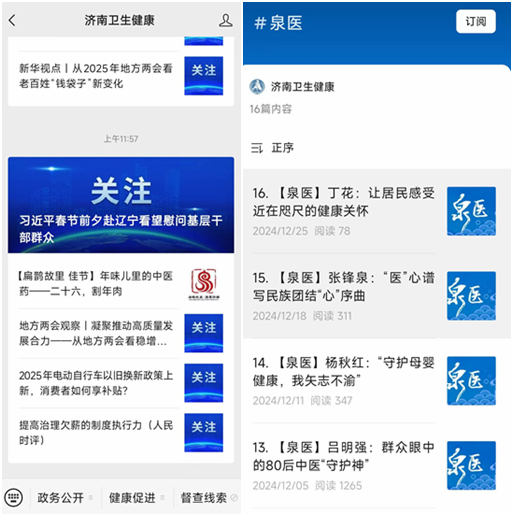 济南卫生健康
新华视点丨从2025年地方两会看
老百姓“钱袋子”新变化
关注
上午11:57
关注
习近平春节前夕赴辽宁看望慰问基层干
部群众
【扁鹊故里 佳节】年味儿里的中医
药——二十六，割年肉
地方两会观察丨凝聚推动高质量发
展合力——从地方两会看稳增...
关注
2025年电动自行车以旧换新政策上
新，消费者如何享补贴？
关注
提高治理欠薪的制度执行力（人民
时评）
关注
政务公开
健康促进
督查线索
#泉医
订阅
济南卫生健康
16篇内容
正序
16.【泉医】丁花：让居民感受
近在咫尺的健康关怀
2024/12/25 阅读 78
泉医
15.【泉医】张锋泉：“医”心谱
写民族团结“心”序曲
2024/12/18 阅读 311
泉医
14.【泉医】杨秋红：“守护母婴
健康，我矢志不渝”
2024/12/11 阅读 347
泉医
13.【泉医】吕明强：群众眼中
的80后中医“守护神”
2024/12/05 阅读 1265
泉医